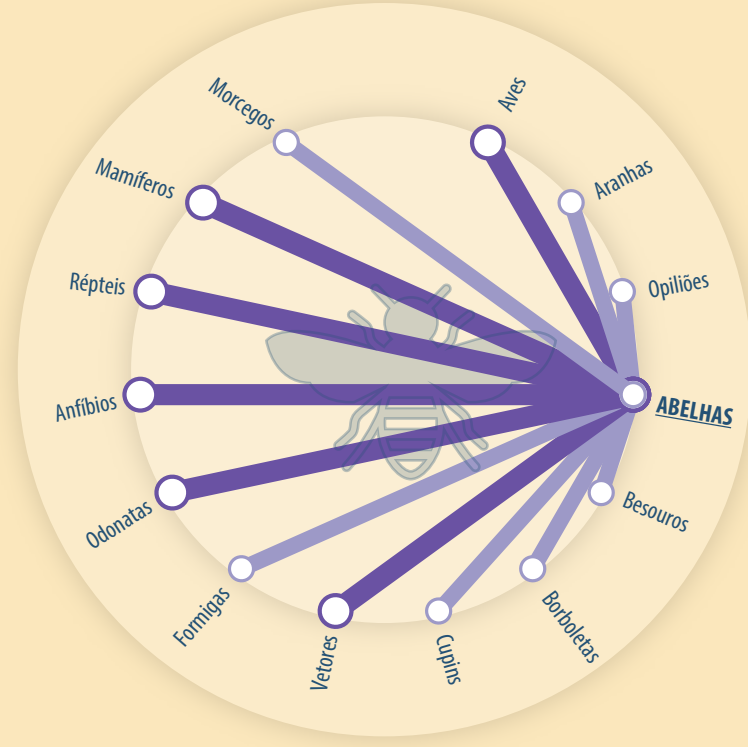 Morcegos
Aves
Mamíferos
Aranhas
Répteis
Opiliões
Anfíbios
ABELHAS
Odonatas
Besouros
Formigas
Borboletas
Vetores
Cupins